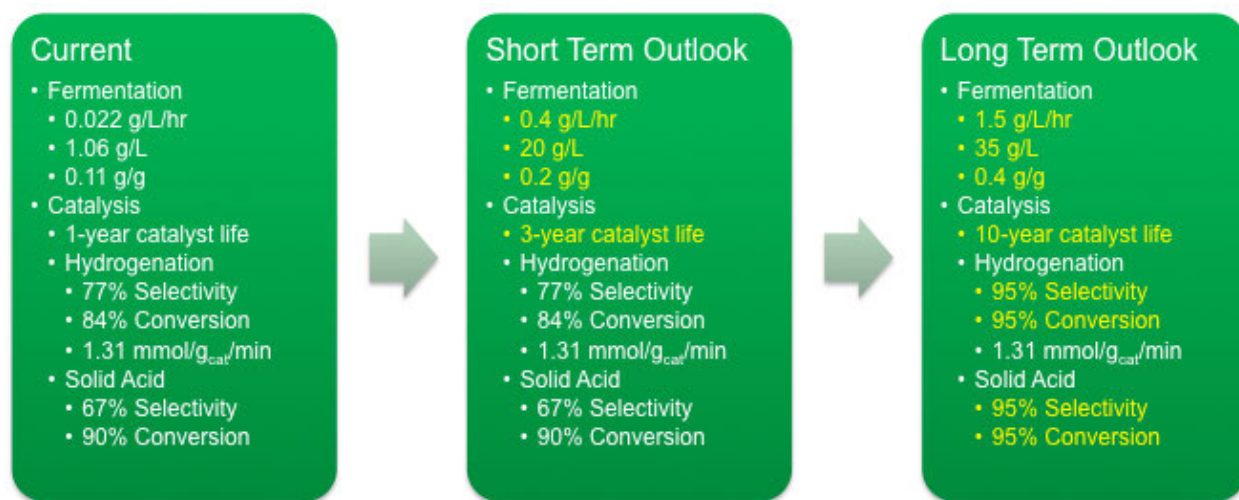 Current
• Fermentation
• 0.022 g/L/hr
• 1.06 g/L
• 0.11 g/g
• Catalysis
• 1-year catalyst life
• Hydrogenation
• 77% Selectivity
• 84% Conversion
• 1.31 mmol/gcat/min
• Solid Acid
• 67% Selectivity
• 90% Conversion
Short Term Outlook
• Fermentation
• 0.4 g/L/hr
• 20 g/L
• 0.2 g/g
• Catalysis
• 3-year catalyst life
• Hydrogenation
• 77% Selectivity
• 84% Conversion
• 1.31 mmol/gcat/min
• Solid Acid
• 67% Selectivity
• 90% Conversion
Long Term Outlook
• Fermentation
• 1.5 g/L/hr
• 35 g/L
• 0.4 g/g
• Catalysis
• 10-year catalyst life
• Hydrogenation
• 95% Selectivity
• 95% Conversion
• 1.31 mmol/gcat/min
• Solid Acid
• 95% Selectivity
• 95% Conversion